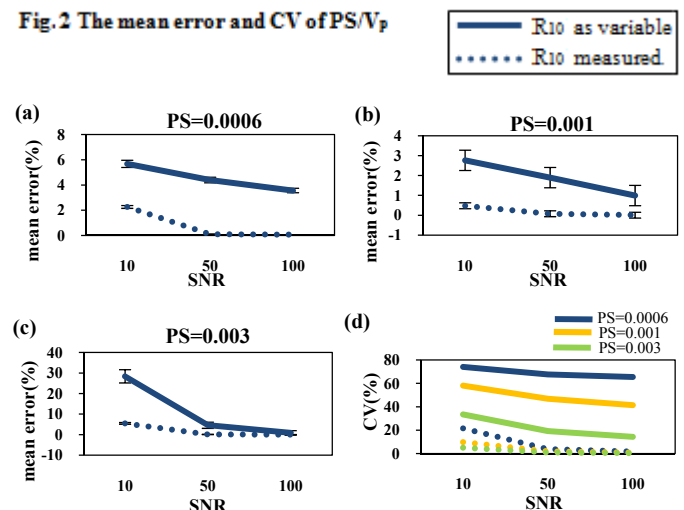 Fig. 2 The mean error and CV of PS/Vp
R10 as variable
R10 measured.
(a)
PS=0.0006
mean error(%)
8
6
4
2
0
10 50 100
SNR
(b)
PS=0.001
mean error(%)
4
3
2
1
0
-1
10 50 100
SNR
(c)
PS=0.003
mean error(%)
40
30
20
10
0
-10
10 50 100
SNR
(d)
PS=0.0006
PS=0.001
PS=0.003
CV(%)
80
60
40
20
0
10 50 100
SNR